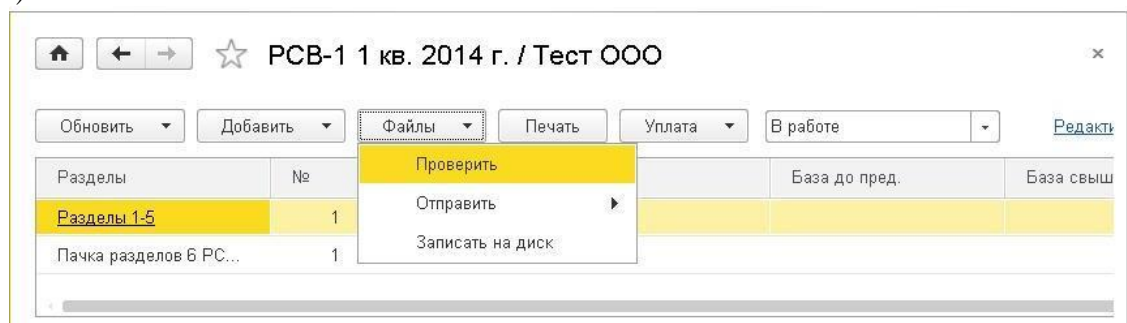 )
РСВ-1 1 кв. 2014 г. / Тест ООО
Обновить Добавить Файлы Печать Уплата В работе Редакти
Разделы № База до пред. База свыш
Проверить
Разделы 1-5 1
Отправить
Пачка разделов 6 РС... 1
Записать на диск